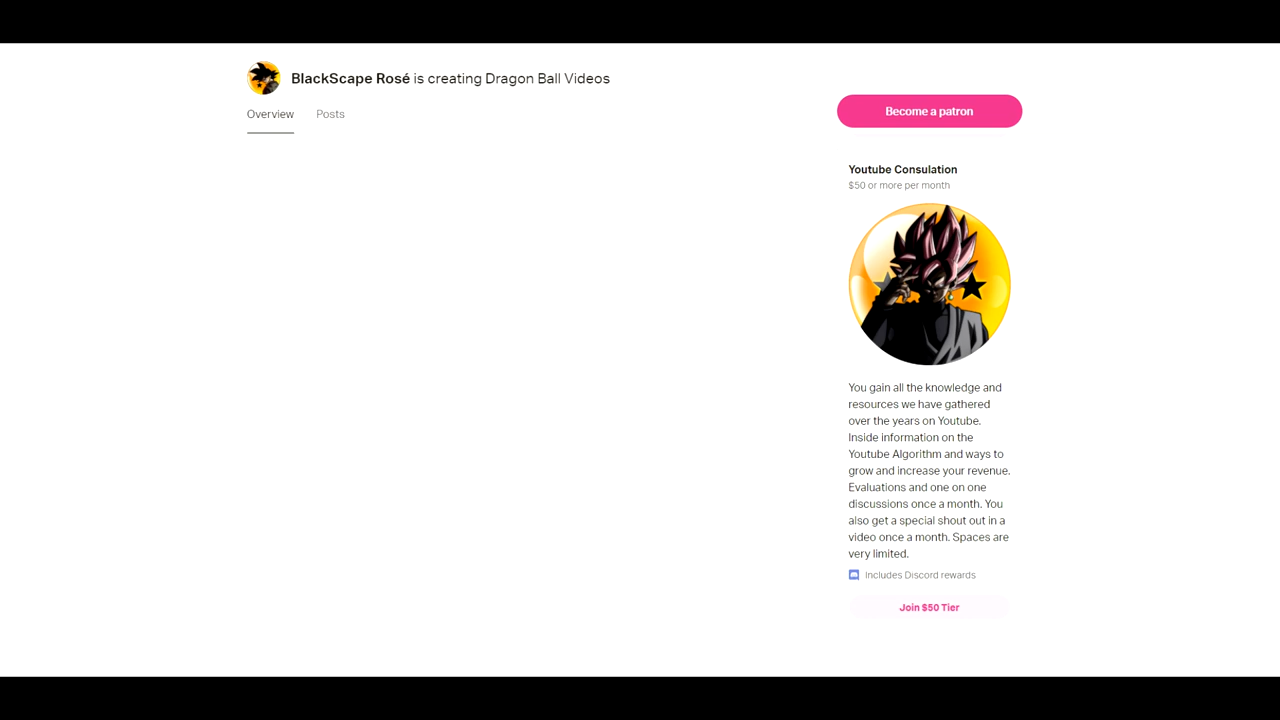 BlackScape Rosé is creating Dragon Ball Videos
Overview Posts
Become a patron
Youtube Consulation
$50 or more per month
You gain all the knowledge and
resources we have gathered
over the years on Youtube.
Inside information on the
Youtube Algorithm and ways to
grow and increase your revenue.
Evaluations and one on one
discussions once a month. You
also get a special shout out in a
video once a month. Spaces are
very limited.
Includes Discord rewards
Join $50 Tier